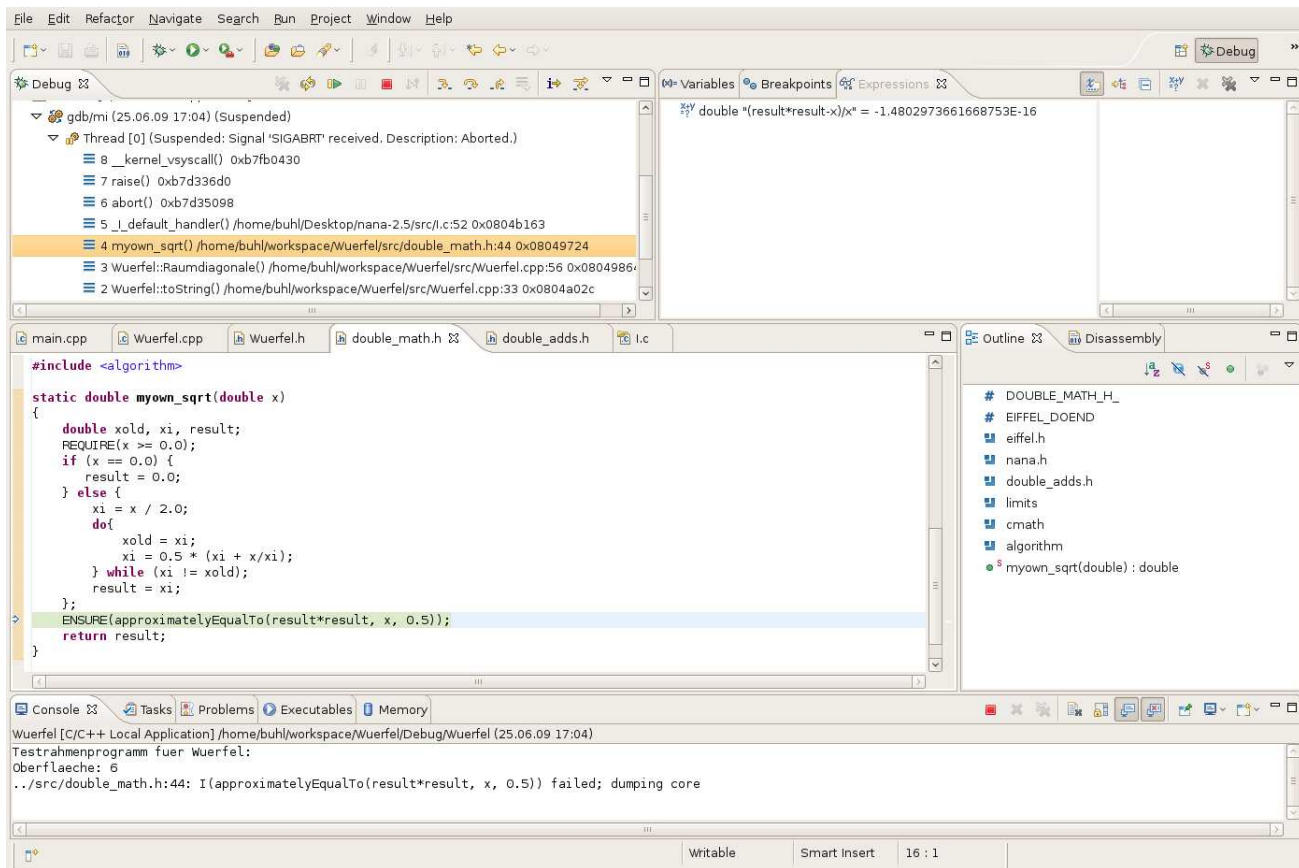 File Edit Refactor Navigate Search Run Project Window Help
Debug »
Debug
gdb/mi (25.06.09 17:04) (Suspended)
Thread [0] (Suspended: Signal 'SIGABRT' received. Description: Aborted.)
8 __kernel_vsyscall() 0xb7fb0430
7 raise() 0xb7d336d0
6 abort() 0xb7d35098
5 _I_default_handler() /home/buhl/Desktop/nana-2.5/src/I.c:52 0x0804b163
4 myown_sqrt() /home/buhl/workspace/Wuerfel/src/double_math.h:44 0x08049724
3 Wuerfel::Raumdiagonale() /home/buhl/workspace/Wuerfel/src/Wuerfel.cpp:56 0x0804986
2 Wuerfel::toString() /home/buhl/workspace/Wuerfel/src/Wuerfel.cpp:33 0x0804a02c
Variables Breakpoints Expressions
double "(result*result-x)/x" = -1.4802973661668753E-16
main.cpp Wuerfel.cpp Wuerfel.h double_math.h double_adds.h I.c
#include <algorithm>
static double myown_sqrt(double x)
{
double xold, xi, result;
REQUIRE(x >= 0.0);
if (x == 0.0) {
result = 0.0;
} else {
xi = x / 2.0;
do{
xold = xi;
xi = 0.5 * (xi + x/xi);
} while (xi != xold);
result = xi;
};
ENSURE(approximatelyEqualTo(result*result, x, 0.5));
return result;
}
Outline Disassembly
# DOUBLE_MATH_H_
# EIFFEL_DOEND
eiffel.h
nana.h
double_adds.h
limits
cmath
algorithm
myown_sqrt(double) : double
Console Tasks Problems Executables Memory
Wuerfel [C/C++ Local Application] /home/buhl/workspace/Wuerfel/Debug/Wuerfel (25.06.09 17:04)
Testrahmenprogramm fuer Wuerfel:
Oberflaeche: 6
../src/double_math.h:44: I(approximatelyEqualTo(result*result, x, 0.5)) failed; dumping core
Writable Smart Insert 16 : 1